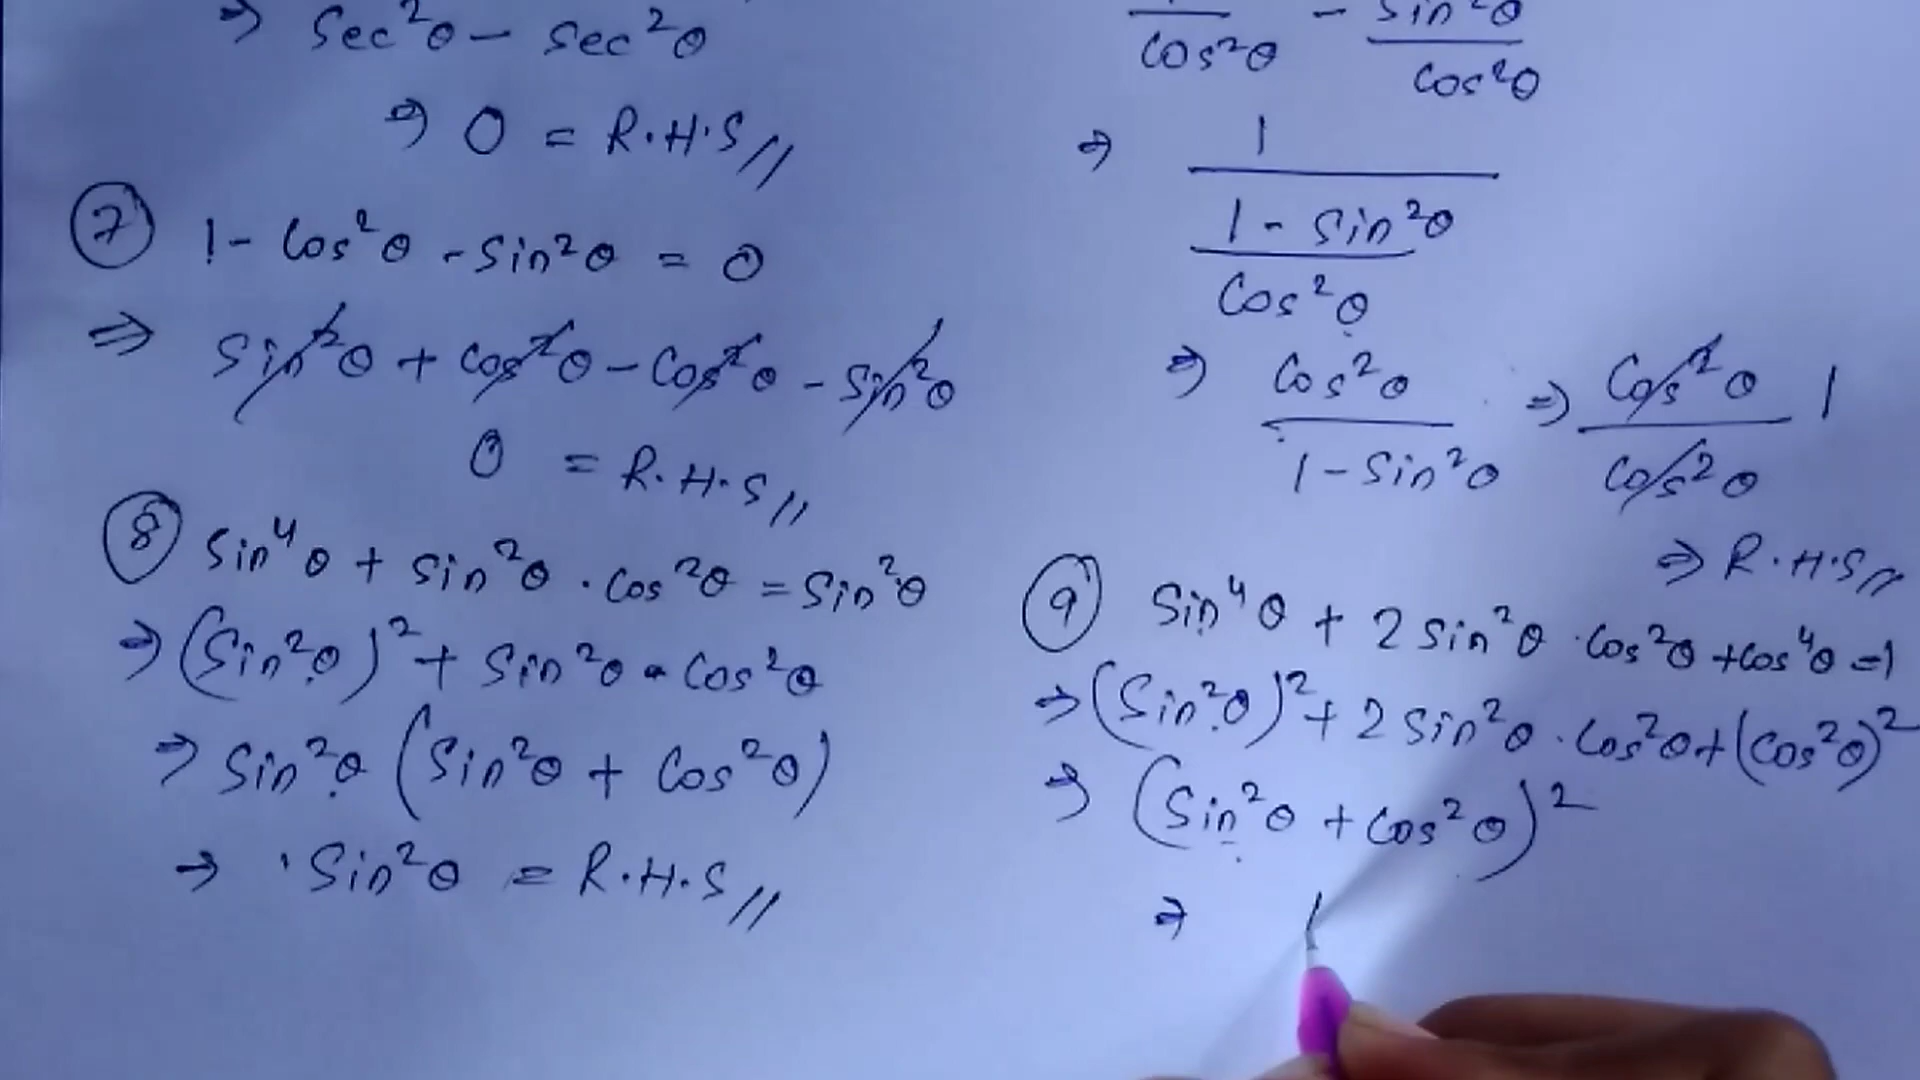 ⇒ Sec²θ − Sec²θ
⇒ 0 = R.H.S //
⑦ 1 - Cos²θ - Sin²θ = 0
⇒ Sin²θ + Cos²θ − Cos²θ - Sin²θ
0 = R.H.S //
⑧ Sin⁴θ + Sin²θ . Cos²θ = Sin²θ
⇒ (Sin²θ)² + Sin²θ . Cos²θ
⇒ Sin²θ (Sin²θ + Cos²θ)
⇒ Sin²θ = R.H.S //
− Sin²θ
Cos²θ Cos²θ
⇒ 1
1 - Sin²θ
Cos²θ
⇒ Cos²θ ⇒ Cos²θ 1
1 - Sin²θ Cos²θ
⇒ R.H.S //
⑨ Sin⁴θ + 2 Sin²θ . Cos²θ + Cos⁴θ = 1
⇒ (Sin²θ)² + 2 Sin²θ . Cos²θ + (Cos²θ)²
⇒ (Sin²θ + Cos²θ)²
⇒ 1